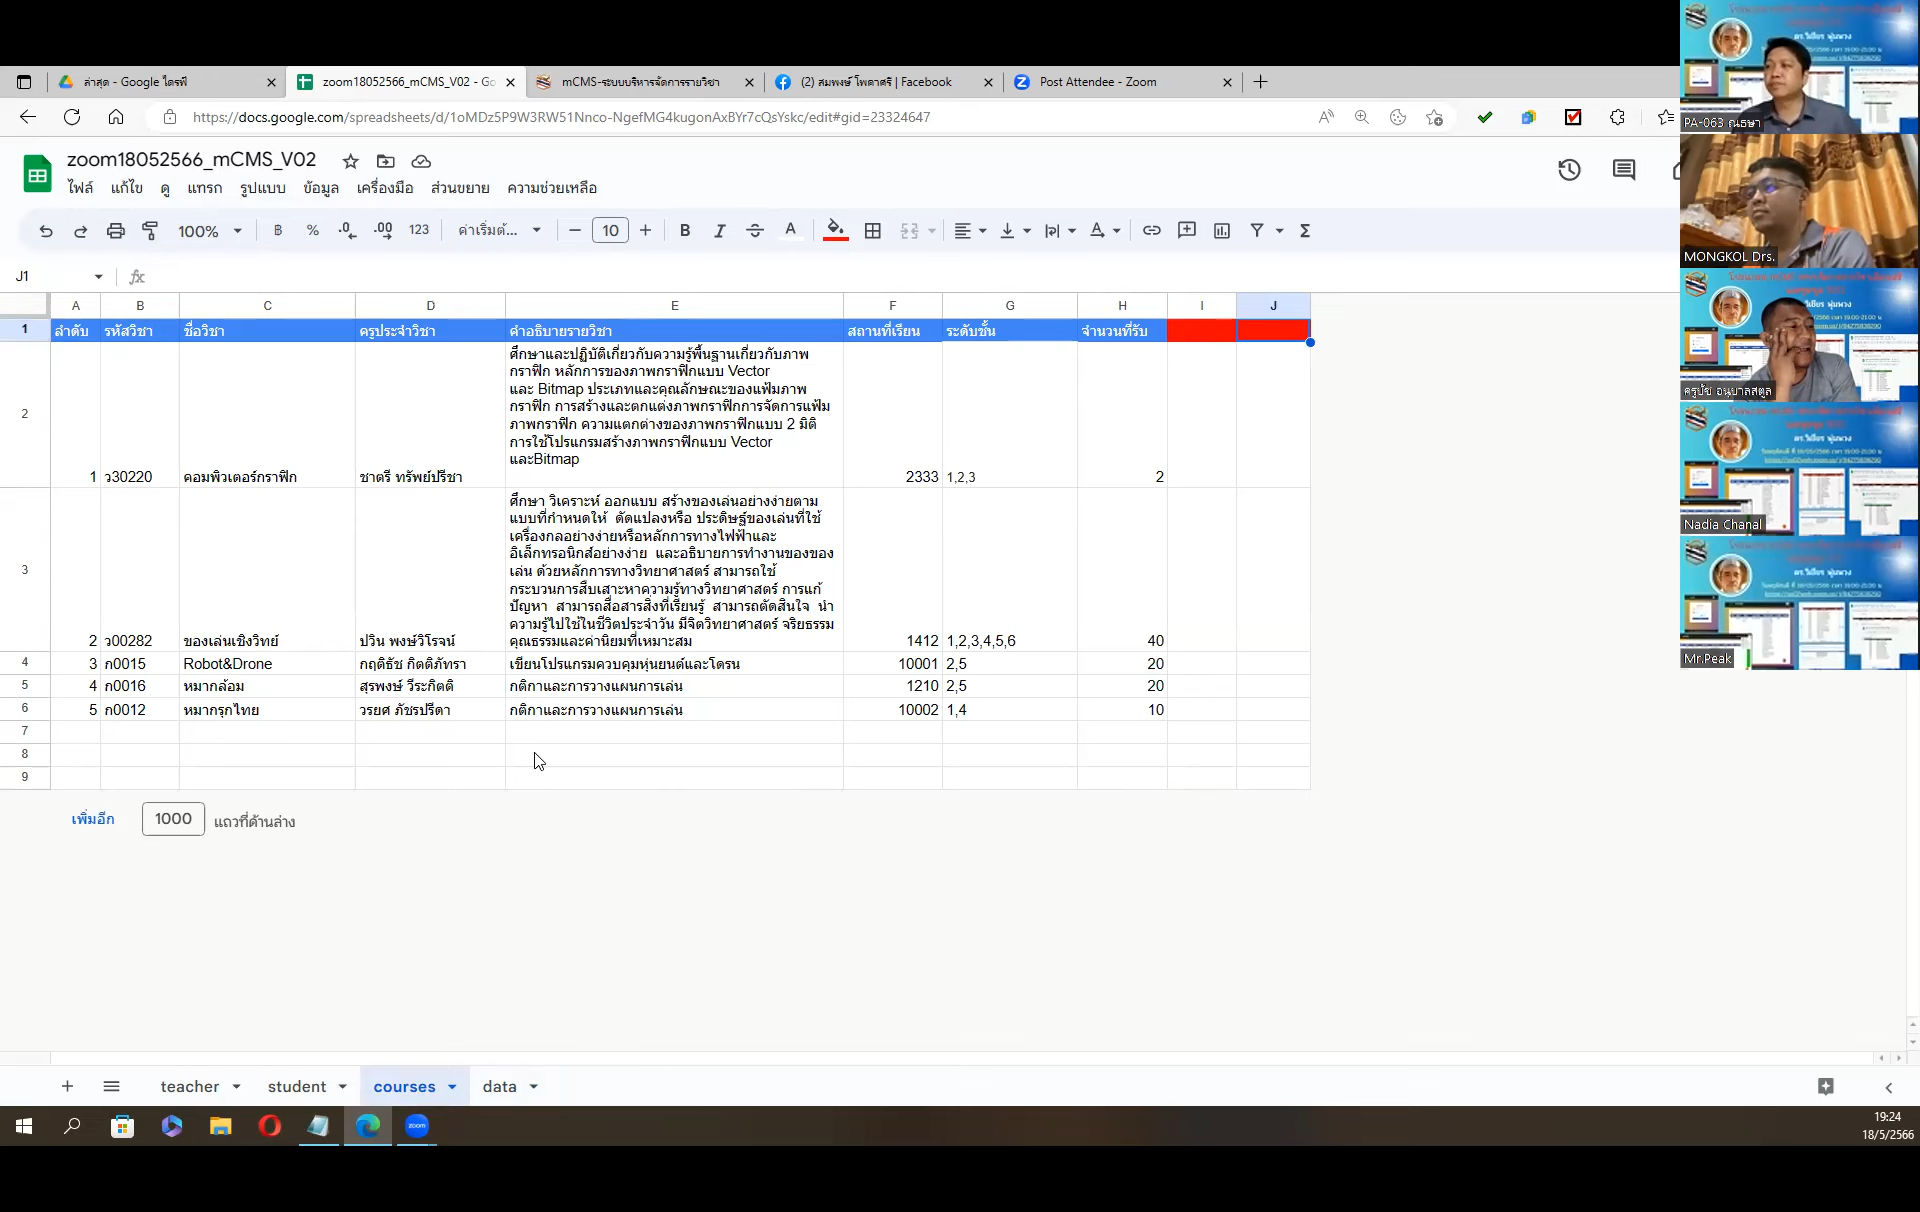 ล่าสุด - Google ไดรฟ์
zoom18052566_mCMS_V02 - Go
mCMS-ระบบบริหารจัดการรายวิชา
(2) สมพงษ์ โพดาศรี | Facebook
Post Attendee - Zoom
https://docs.google.com/spreadsheets/d/1oMDz5P9W3RW51Nnco-NgefMG4kugonAxBYr7cQsYskc/edit#gid=23324647
zoom18052566_mCMS_V02
ไฟล์ แก้ไข ดู แทรก รูปแบบ ข้อมูล เครื่องมือ ส่วนขยาย ความช่วยเหลือ
100% ฿ % .0 .00 123 ค่าเริ่มต้... 10 B I A Σ
J1 fx
A B C D E F G H I J
1 ลำดับ รหัสวิชา ชื่อวิชา ครูประจำวิชา คำอธิบายรายวิชา สถานที่เรียน ระดับชั้น จำนวนที่รับ
ศึกษาและปฏิบัติเกี่ยวกับความรู้พื้นฐานเกี่ยวกับภาพ
กราฟิก หลักการของภาพกราฟิกแบบ Vector
และ Bitmap ประเภทและคุณลักษณะของแฟ้มภาพ
กราฟิก การสร้างและตกแต่งภาพกราฟิกการจัดการแฟ้ม
ภาพกราฟิก ความแตกต่างของภาพกราฟิกแบบ 2 มิติ
การใช้โปรแกรมสร้างภาพกราฟิกแบบ Vector
และBitmap
2 1 ว30220 คอมพิวเตอร์กราฟิก ชาตรี ทรัพย์ปรีชา 2333 1,2,3 2
ศึกษา วิเคราะห์ ออกแบบ สร้างของเล่นอย่างง่ายตาม
แบบที่กำหนดให้ ดัดแปลงหรือ ประดิษฐ์ของเล่นที่ใช้
เครื่องกลอย่างง่ายหรือหลักการทางไฟฟ้าและ
อิเล็กทรอนิกส์อย่างง่าย และอธิบายการทำงานของของ
เล่น ด้วยหลักการทางวิทยาศาสตร์ สามารถใช้
กระบวนการสืบเสาะหาความรู้ทางวิทยาศาสตร์ การแก้
ปัญหา สามารถสื่อสารสิ่งที่เรียนรู้ สามารถตัดสินใจ นำ
ความรู้ไปใช้ในชีวิตประจำวัน มีจิตวิทยาศาสตร์ จริยธรรม
คุณธรรมและค่านิยมที่เหมาะสม
3 2 ว00282 ของเล่นเชิงวิทย์ ปวิน พงษ์วิโรจน์ 1412 1,2,3,4,5,6 40
4 3 ก0015 Robot&Drone กฤติธัช กิตติภัทรา เขียนโปรแกรมควบคุมหุ่นยนต์และโดรน 10001 2,5 20
5 4 ก0016 หมากล้อม สุรพงษ์ วีระกิตติ กติกาและการวางแผนการเล่น 1210 2,5 20
6 5 ก0012 หมากรุกไทย วรยศ ภัชรปรีดา กติกาและการวางแผนการเล่น 10002 1,4 10
7
8
9
เพิ่มอีก 1000 แถวที่ด้านล่าง
teacher student courses data
zoom
19:24
18/5/2566
PA-063 ณธษา
MONGKOL Drs.
ครูปัช อนุบาลสตูล
Nadia Chanal
Mr.Peak